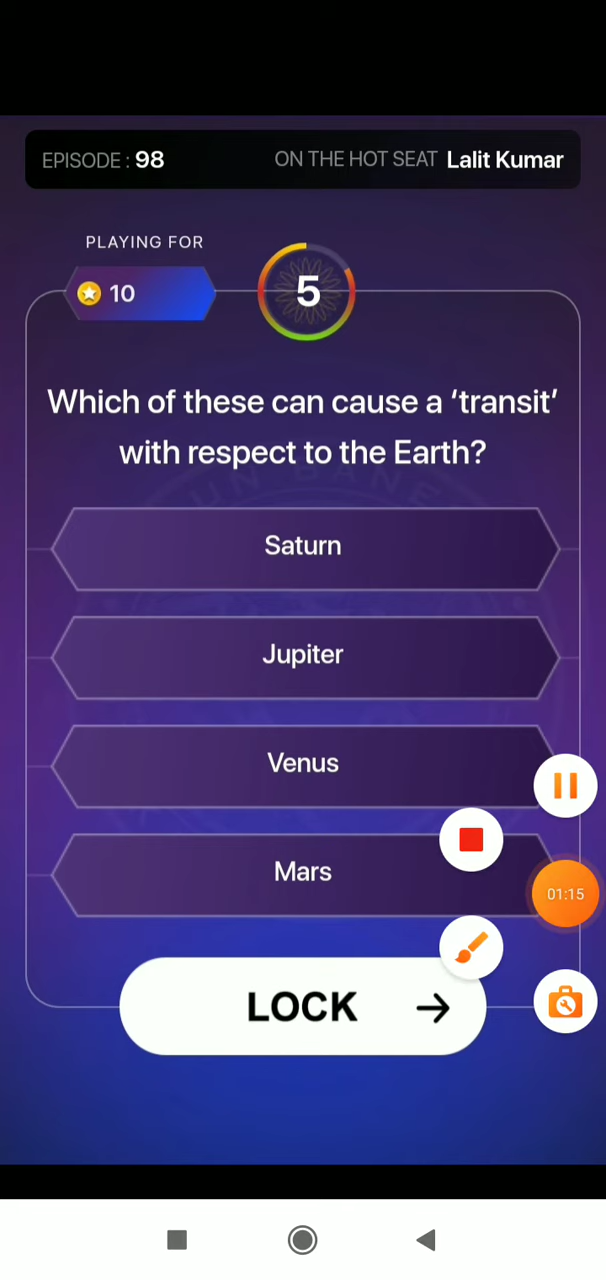 EPISODE : 98
ON THE HOT SEAT Lalit Kumar
PLAYING FOR
10
5
Which of these can cause a ‘transit’
with respect to the Earth?
Saturn
Jupiter
Venus
Mars
01:15
LOCK